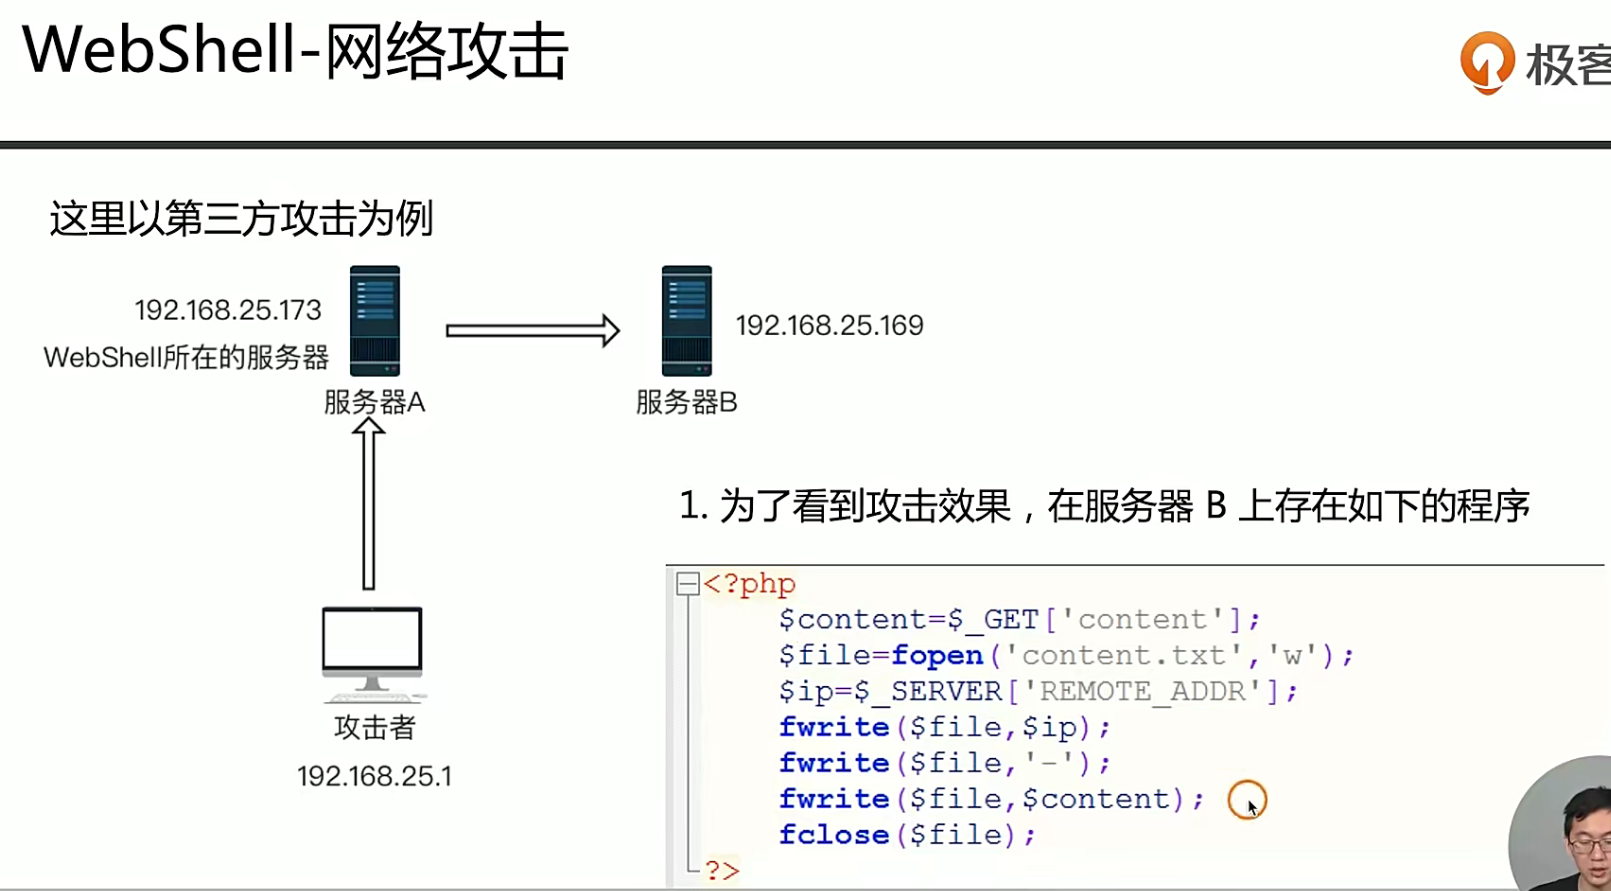 WebShell-网络攻击
极客
这里以第三方攻击为例
192.168.25.173
WebShell所在的服务器
服务器A
192.168.25.169
服务器B
攻击者
192.168.25.1
1. 为了看到攻击效果，在服务器 B 上存在如下的程序
<?php
$content=$_GET['content'];
$file=fopen('content.txt','w');
$ip=$_SERVER['REMOTE_ADDR'];
fwrite($file,$ip);
fwrite($file,'-');
fwrite($file,$content);
fclose($file);
?>